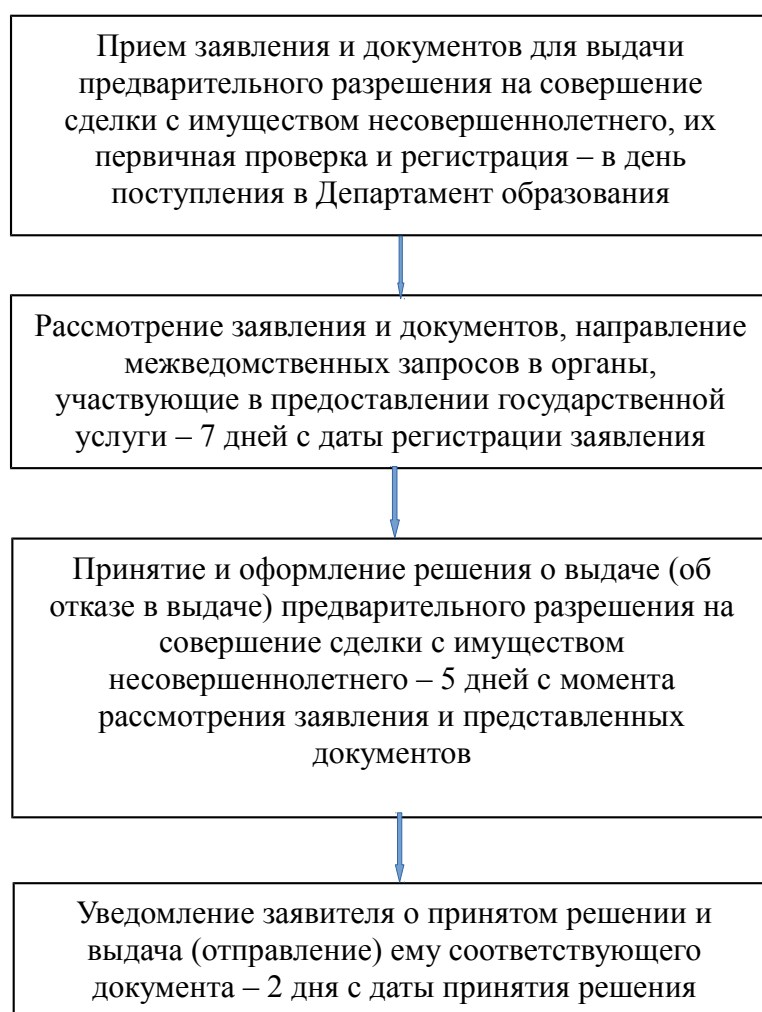 Прием заявления и документов для выдачи
предварительного разрешения на совершение
сделки с имуществом несовершеннолетнего, их
первичная проверка и регистрация – в день
поступления в Департамент образования
Рассмотрение заявления и документов, направление
межведомственных запросов в органы,
участвующие в предоставлении государственной
услуги – 7 дней с даты регистрации заявления
Принятие и оформление решения о выдаче (об
отказе в выдаче) предварительного разрешения на
совершение сделки с имуществом
несовершеннолетнего – 5 дней с момента
рассмотрения заявления и представленных
документов
Уведомление заявителя о принятом решении и
выдача (отправление) ему соответствующего
документа – 2 дня с даты принятия решения